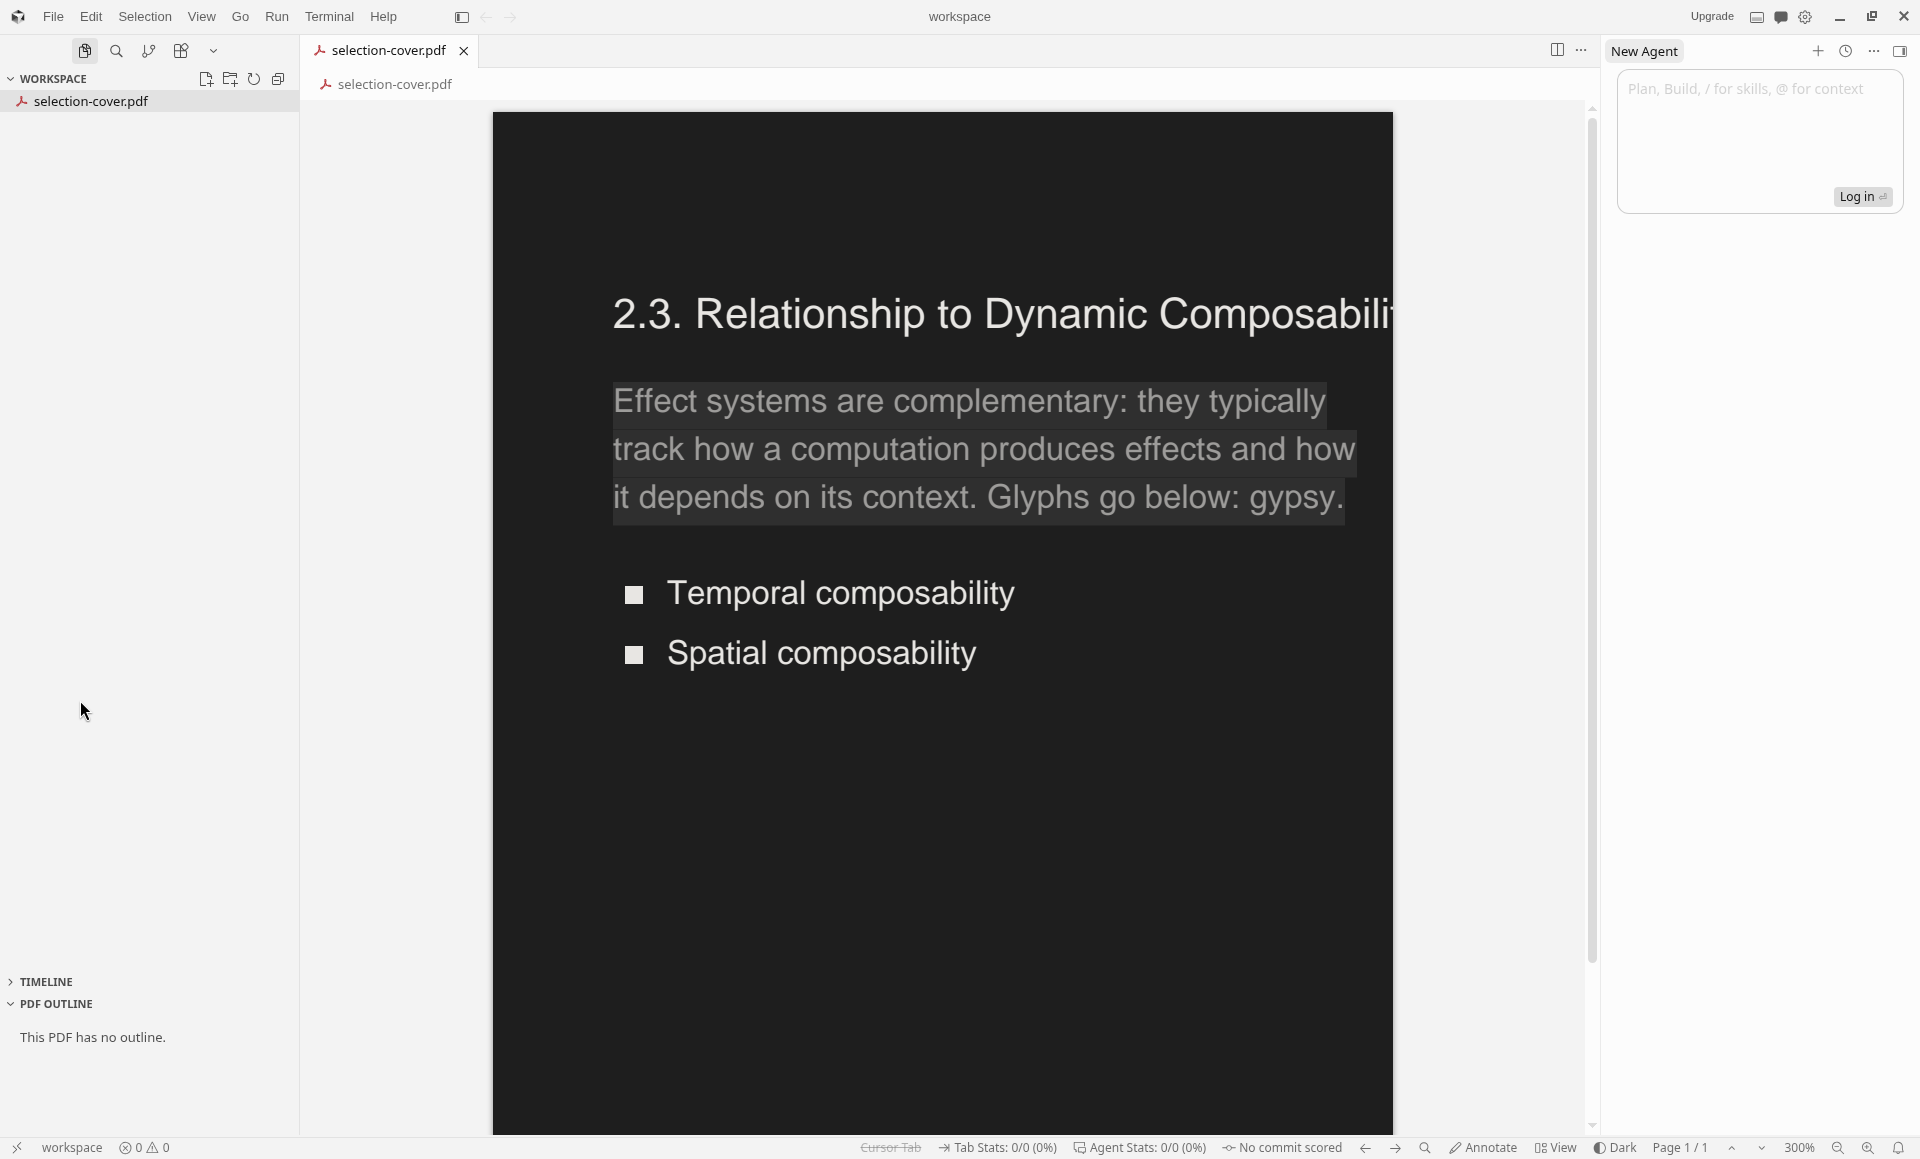 File Edit Selection View Go Run Terminal Help
workspace
Upgrade
selection-cover.pdf
New Agent
WORKSPACE
selection-cover.pdf
selection-cover.pdf
Plan, Build, / for skills, @ for context
Log in
2.3. Relationship to Dynamic Composabilit
Effect systems are complementary: they typically
track how a computation produces effects and how
it depends on its context. Glyphs go below: gypsy.
Temporal composability
Spatial composability
TIMELINE
PDF OUTLINE
This PDF has no outline.
workspace 0 0 Cursor Tab Tab Stats: 0/0 (0%) Agent Stats: 0/0 (0%) No commit scored Annotate View Dark Page 1 / 1 300%